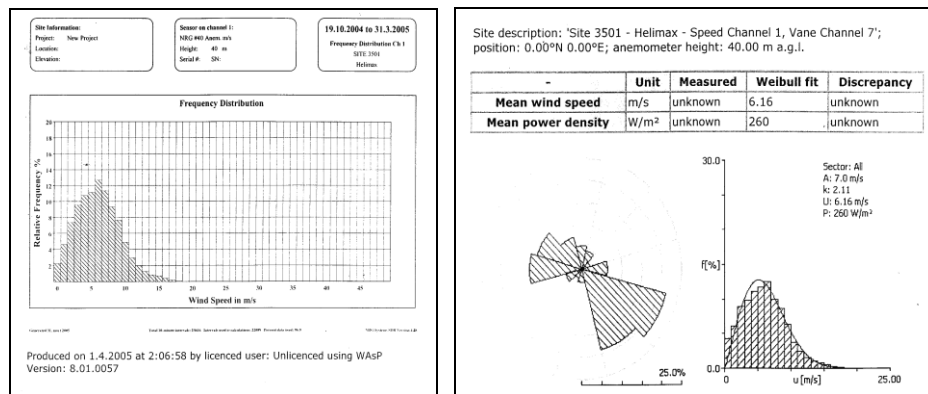 Site Information:
Project: New Project
Location:
Elevation:
Sensor on channel 1:
NRG #40 Anem. m/s
Height: 40 m
Serial #: SN:
19.10.2004 to 31.3.2005
Frequency Distribution Ch 1
SITE 3501
Helimax
Frequency Distribution
Relative Frequency %
20
18
16
14
12
10
8
6
4
2
0 5 10 15 20 25 30 35 40 45
Wind Speed in m/s
Produced on 1.4.2005 at 2:06:58 by licenced user: Unlicenced using WAsP
Version: 8.01.0057
Site description: 'Site 3501 - Helimax - Speed Channel 1, Vane Channel 7';
position: 0.00°N 0.00°E; anemometer height: 40.00 m a.g.l.
- Unit Measured Weibull fit Discrepancy
Mean wind speed m/s unknown 6.16 unknown
Mean power density W/m² unknown 260 unknown
25.0%
30.0
f[%]
0.0
Sector: All
A: 7.0 m/s
k: 2.11
U: 6.16 m/s
P: 260 W/m²
0 u [m/s] 25.00